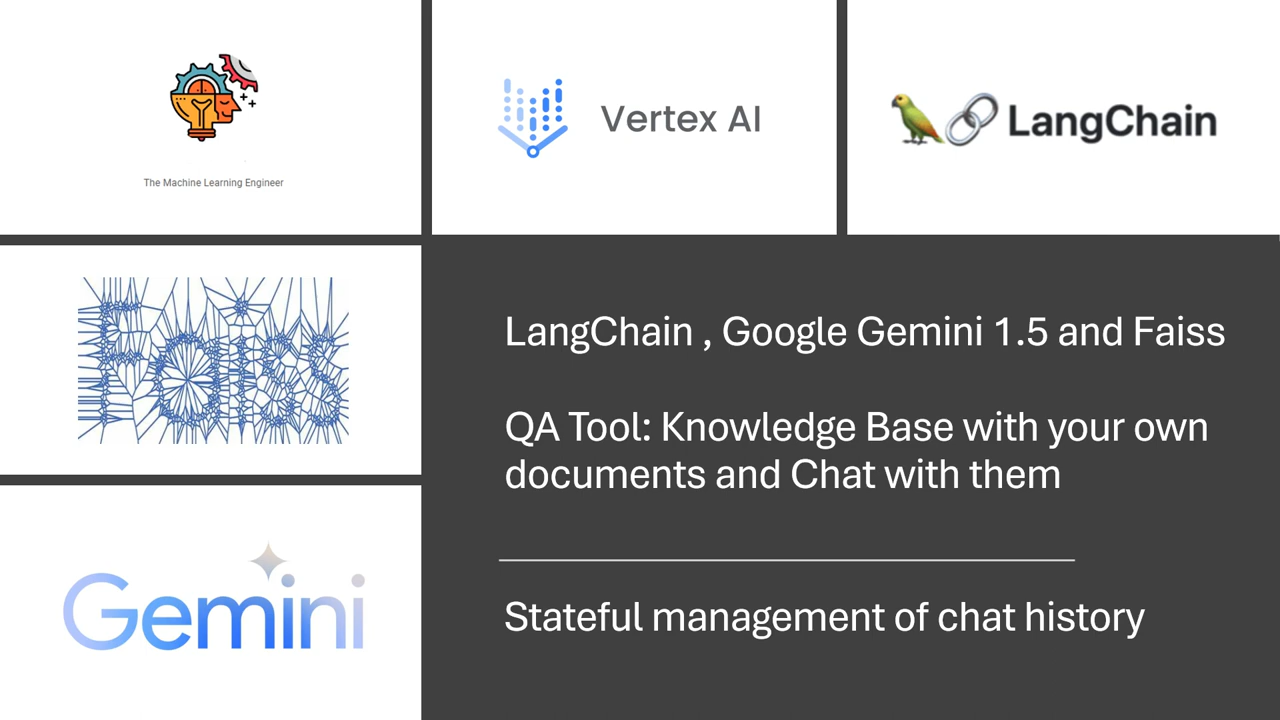 The Machine Learning Engineer
Vertex AI
LangChain
Faiss
LangChain , Google Gemini 1.5 and Faiss
QA Tool: Knowledge Base with your own
documents and Chat with them
Gemini
Stateful management of chat history